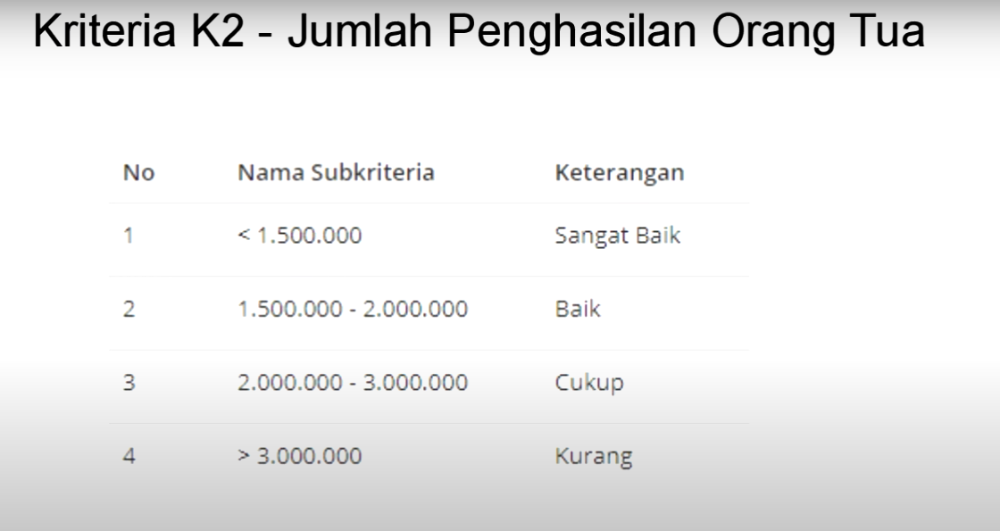 Kriteria K2 - Jumlah Penghasilan Orang Tua
No Nama Subkriteria Keterangan
1 < 1.500.000 Sangat Baik
2 1.500.000 - 2.000.000 Baik
3 2.000.000 - 3.000.000 Cukup
4 > 3.000.000 Kurang